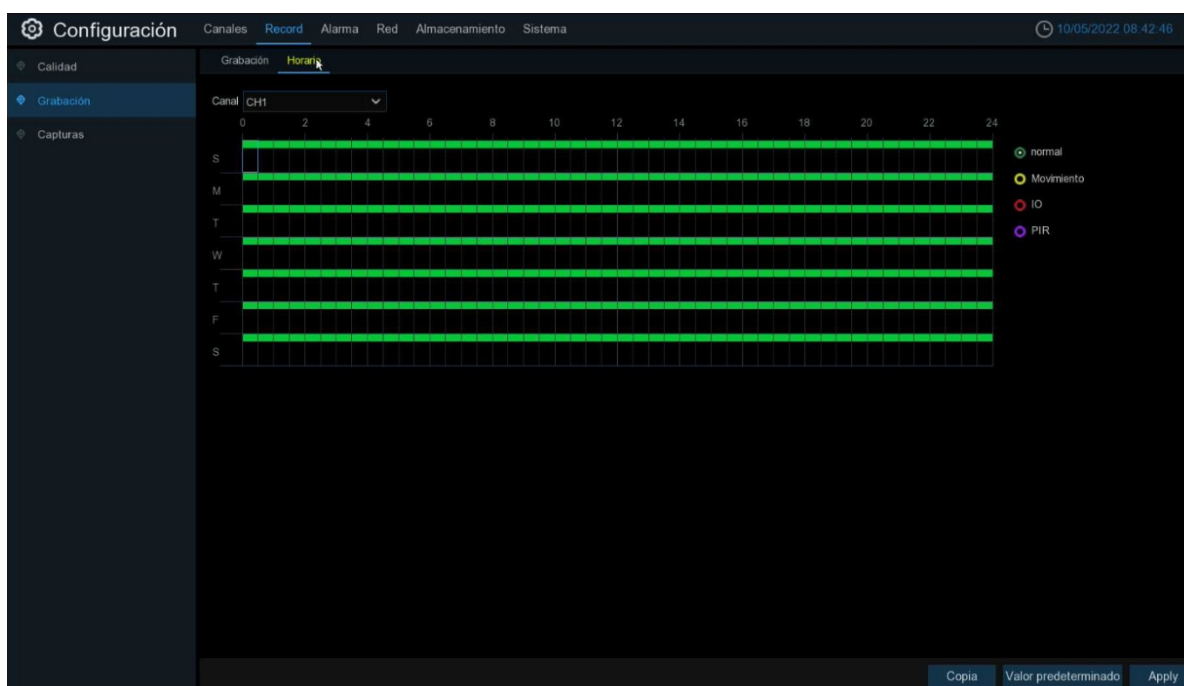 Configuración
Canales Record Alarma Red Almacenamiento Sistema
10/05/2022 08:42:46
Calidad
Grabación
Capturas
Grabación Horario
Canal CH1
0 2 4 6 8 10 12 14 16 18 20 22 24
S
M
T
W
T
F
S
normal
Movimiento
IO
PIR
Copia Valor predeterminado Apply